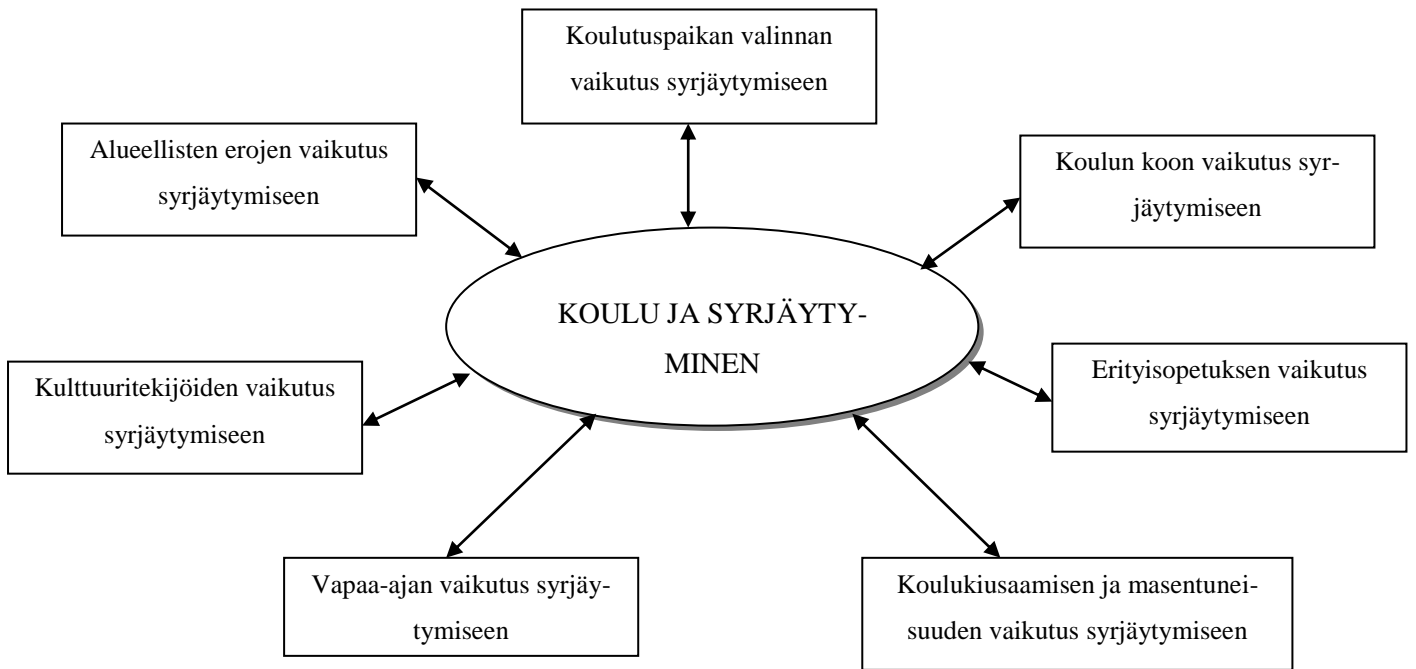 Koulutuspaikan valinnan
vaikutus syrjäytymiseen
Alueellisten erojen vaikutus
syrjäytymiseen
Koulun koon vaikutus syr-
jäytymiseen
KOULU JA SYRJÄYTY-
MINEN
Kulttuuritekijöiden vaikutus
syrjäytymiseen
Erityisopetuksen vaikutus
syrjäytymiseen
Vapaa-ajan vaikutus syrjäy-
tymiseen
Koulukiusaamisen ja masentunei-
suuden vaikutus syrjäytymiseen